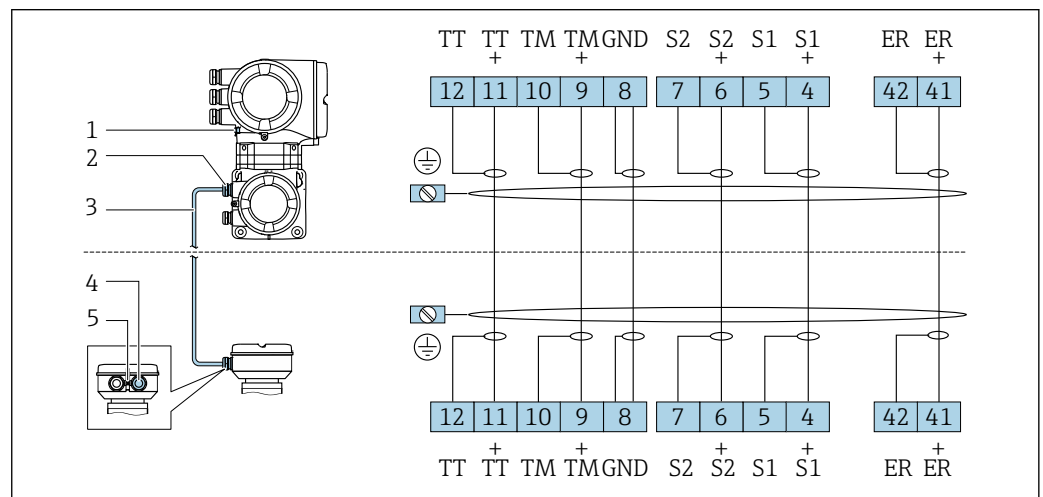 TT TT TM TM GND S2 S2 S1 S1 ER ER
+ + + + +
12 11 10 9 8 7 6 5 4 42 41
1
2
3
4
5
12 11 10 9 8 7 6 5 4 42 41
+ + + + +
TT TT TM TM GND S2 S2 S1 S1 ER ER